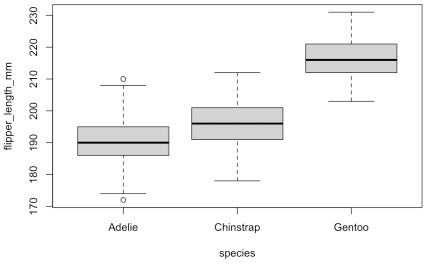 flipper_length_mm
230
220
210
200
190
180
170
Adelie Chinstrap Gentoo
species